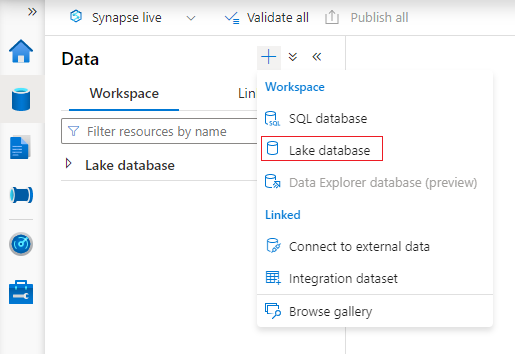 »
Synapse live
Validate all
Publish all
Data
«
Workspace
Lin
Filter resources by name
Lake database
Workspace
SQL database
SQL
Lake database
Data Explorer database (preview)
Linked
Connect to external data
Integration dataset
Browse gallery